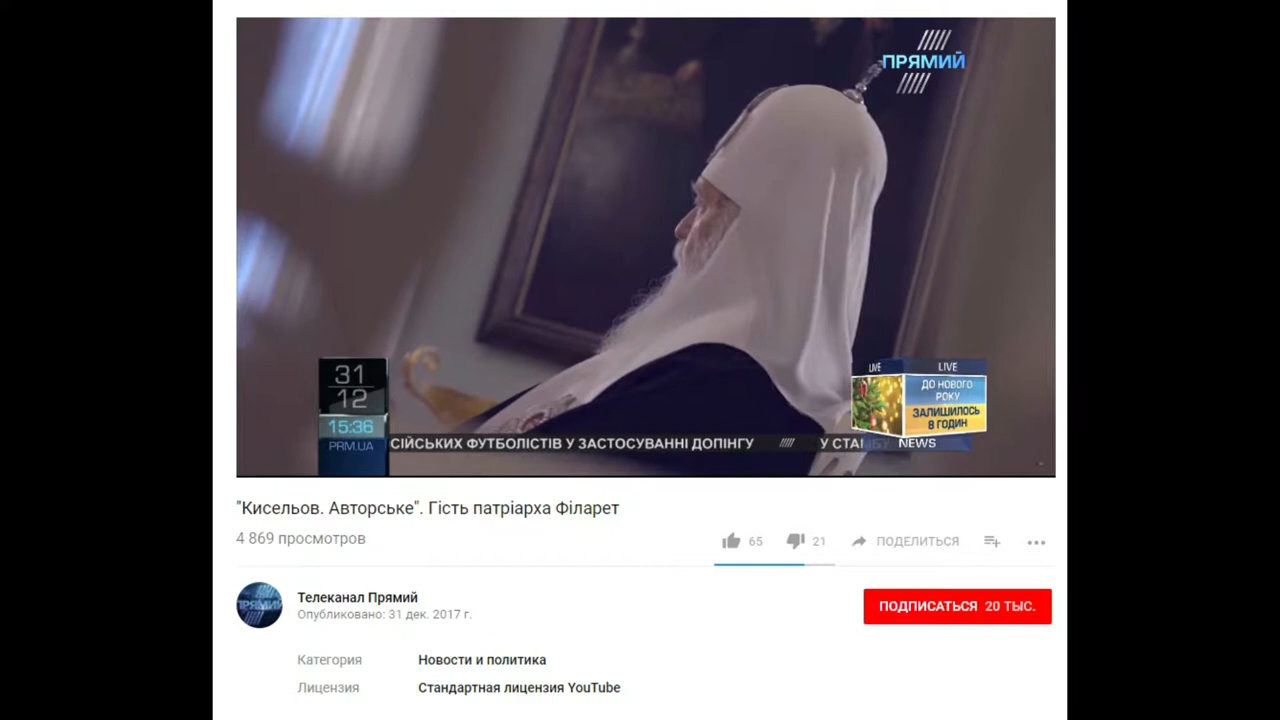 ПРЯМИЙ
31
12
15:36
PRM.UA
LIVE
LIVE
ДО НОВОГО
РОКУ
ЗАЛИШИЛОСЬ
8 ГОДИН
СІЙСЬКИХ ФУТБОЛІСТІВ У ЗАСТОСУВАННІ ДОПІНГУ ///// У NEWS
"Кисельов. Авторське". Гість патріарха Філарет
4 869 просмотров
65 21 ПОДЕЛИТЬСЯ
ПРЯМИЙ
Телеканал Прямий
Опубликовано: 31 дек. 2017 г.
ПОДПИСАТЬСЯ 20 ТЫС.
Категория Новости и политика
Лицензия Стандартная лицензия YouTube